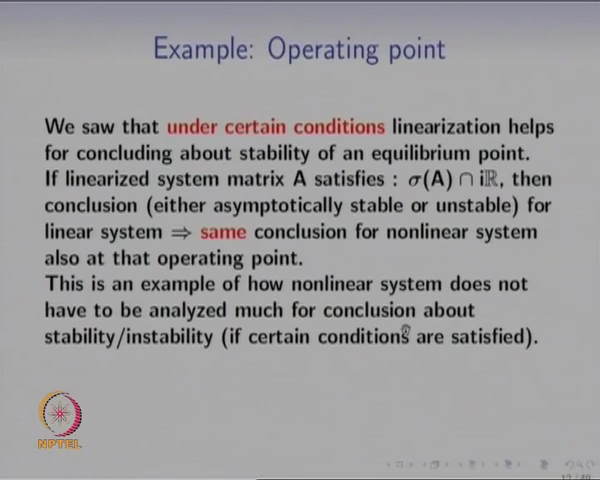 Example: Operating point
We saw that under certain conditions linearization helps
for concluding about stability of an equilibrium point.
If linearized system matrix A satisfies : σ(A) ∩ iℝ, then
conclusion (either asymptotically stable or unstable) for
linear system ⇒ same conclusion for nonlinear system
also at that operating point.
This is an example of how nonlinear system does not
have to be analyzed much for conclusion about
stability/instability (if certain conditions are satisfied).
NPTEL